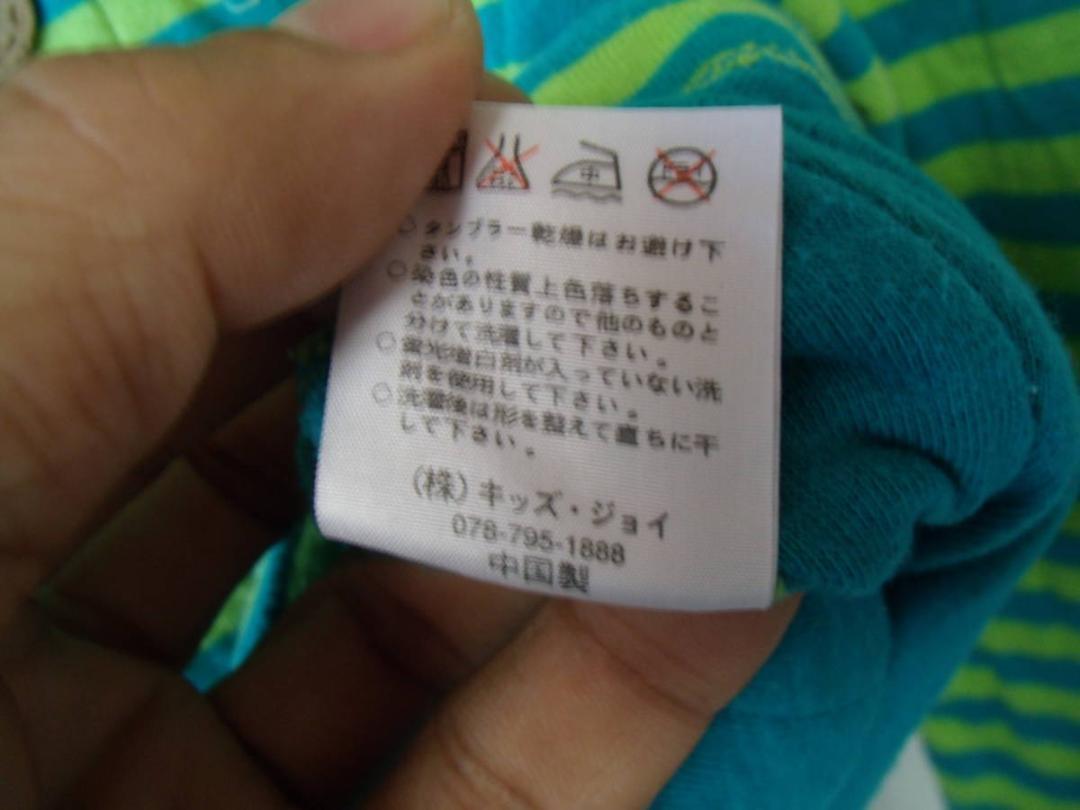 中
○タンブラー乾燥はお避け下
さい。
○染色の性質上色落ちするこ
とがありますので他のものと
分けて洗濯して下さい。
○蛍光増白剤が入っていない洗
剤を使用して下さい。
○洗濯後は形を整えて直ちに干
して下さい。
(株)キッズ・ジョイ
078-795-1888
中国製